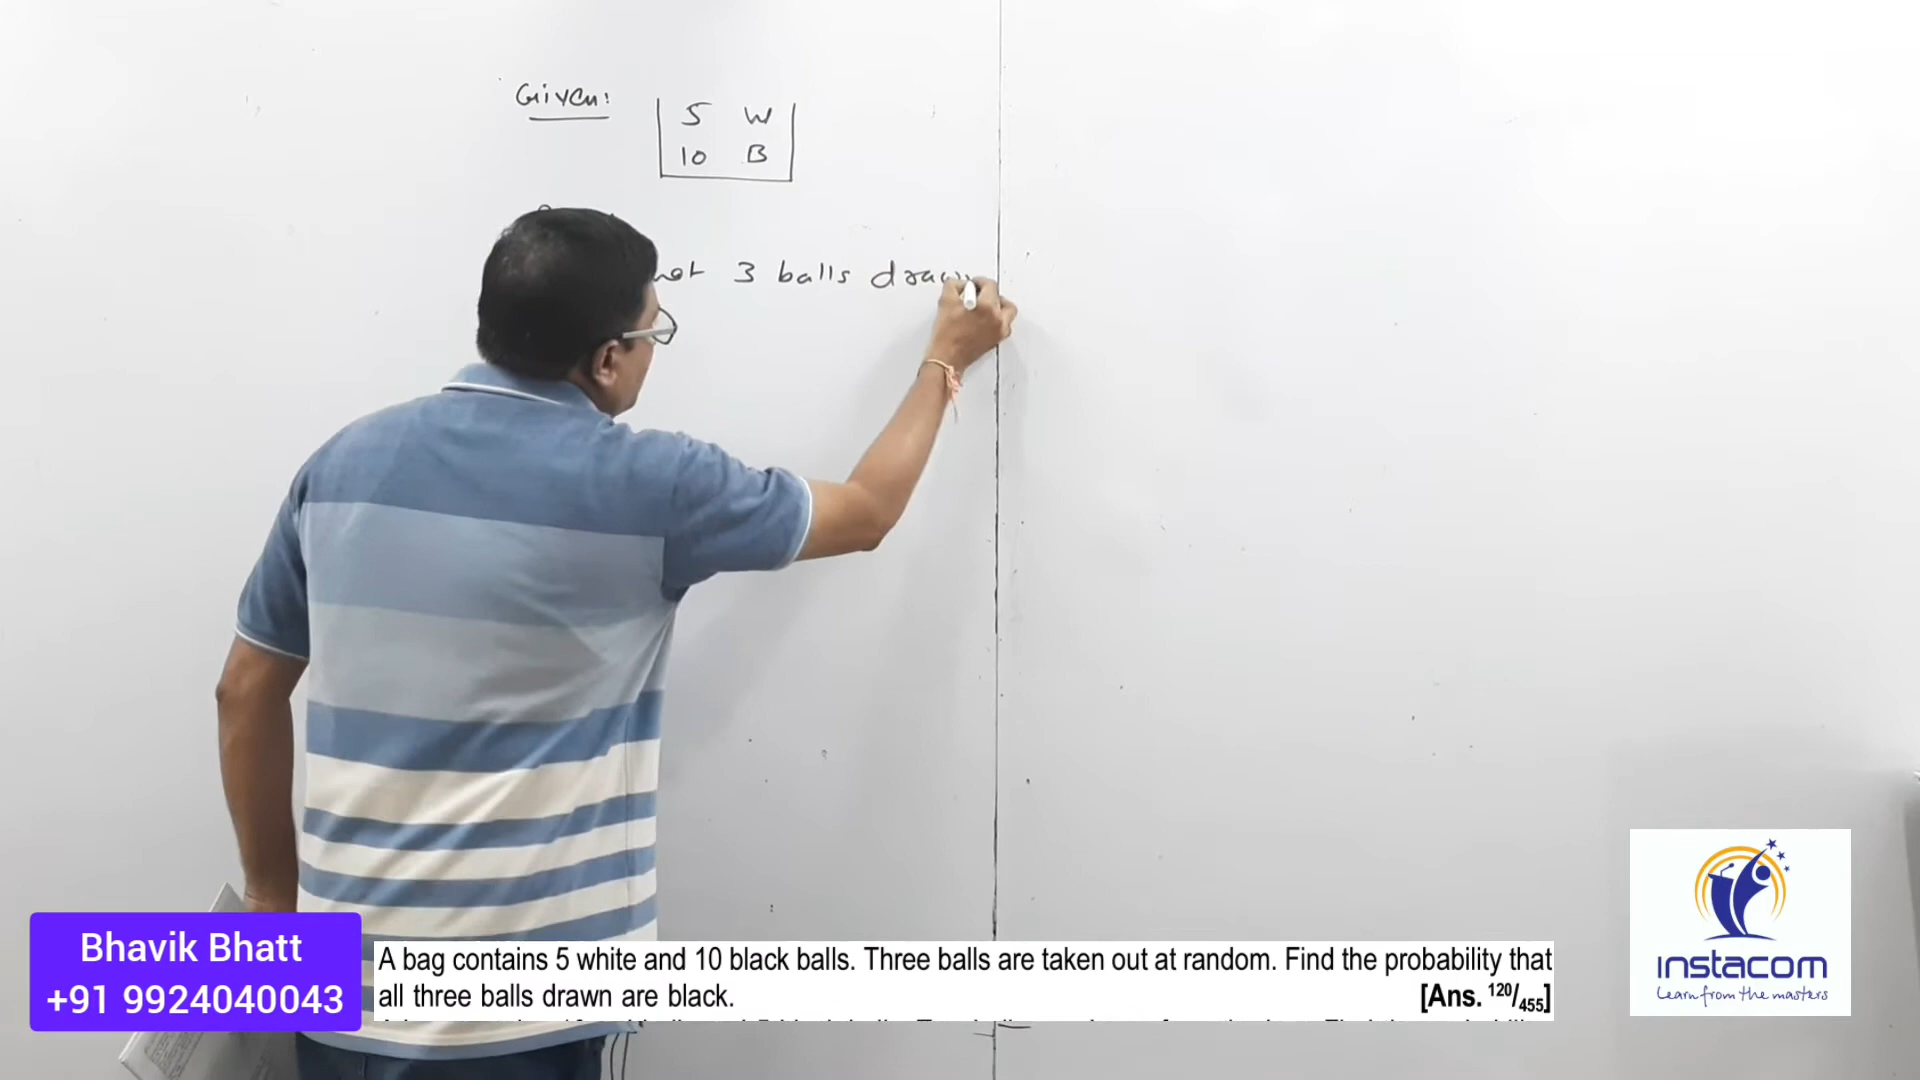 Given:
5 W
10 B
3 balls drawn
Bhavik Bhatt
+91 9924040043
A bag contains 5 white and 10 black balls. Three balls are taken out at random. Find the probability that
all three balls drawn are black. [Ans. 120/455]
instacom
Learn from the masters